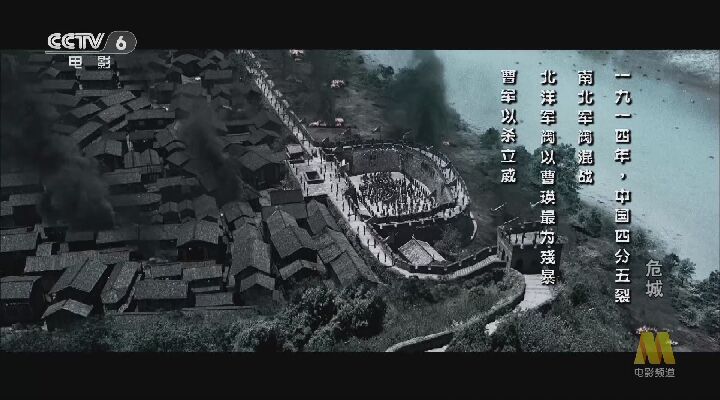 CCTV 6
电影
一九一四年，中国四分五裂
南北军阀混战
北洋军阀以曹瑛最为残暴
曹军以杀立威
危城
电影频道